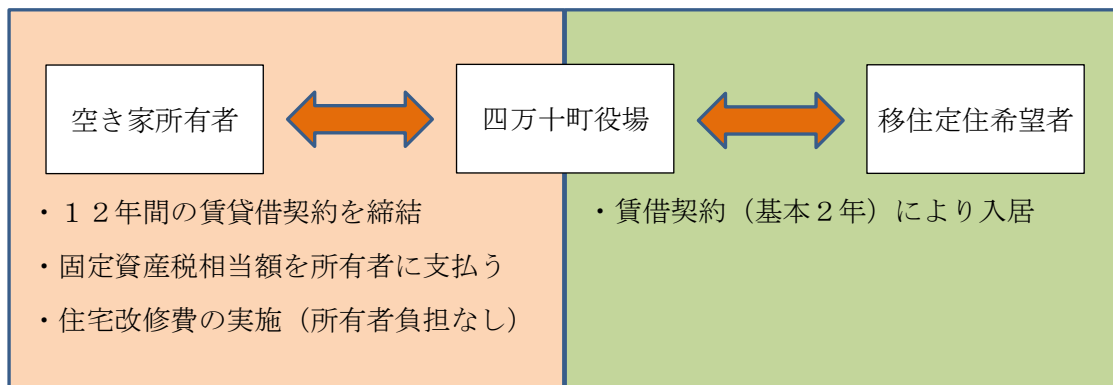 空き家所有者
四万十町役場
移住定住希望者
・１２年間の賃貸借契約を締結
・固定資産税相当額を所有者に支払う
・住宅改修費の実施（所有者負担なし）
・賃借契約（基本２年）により入居